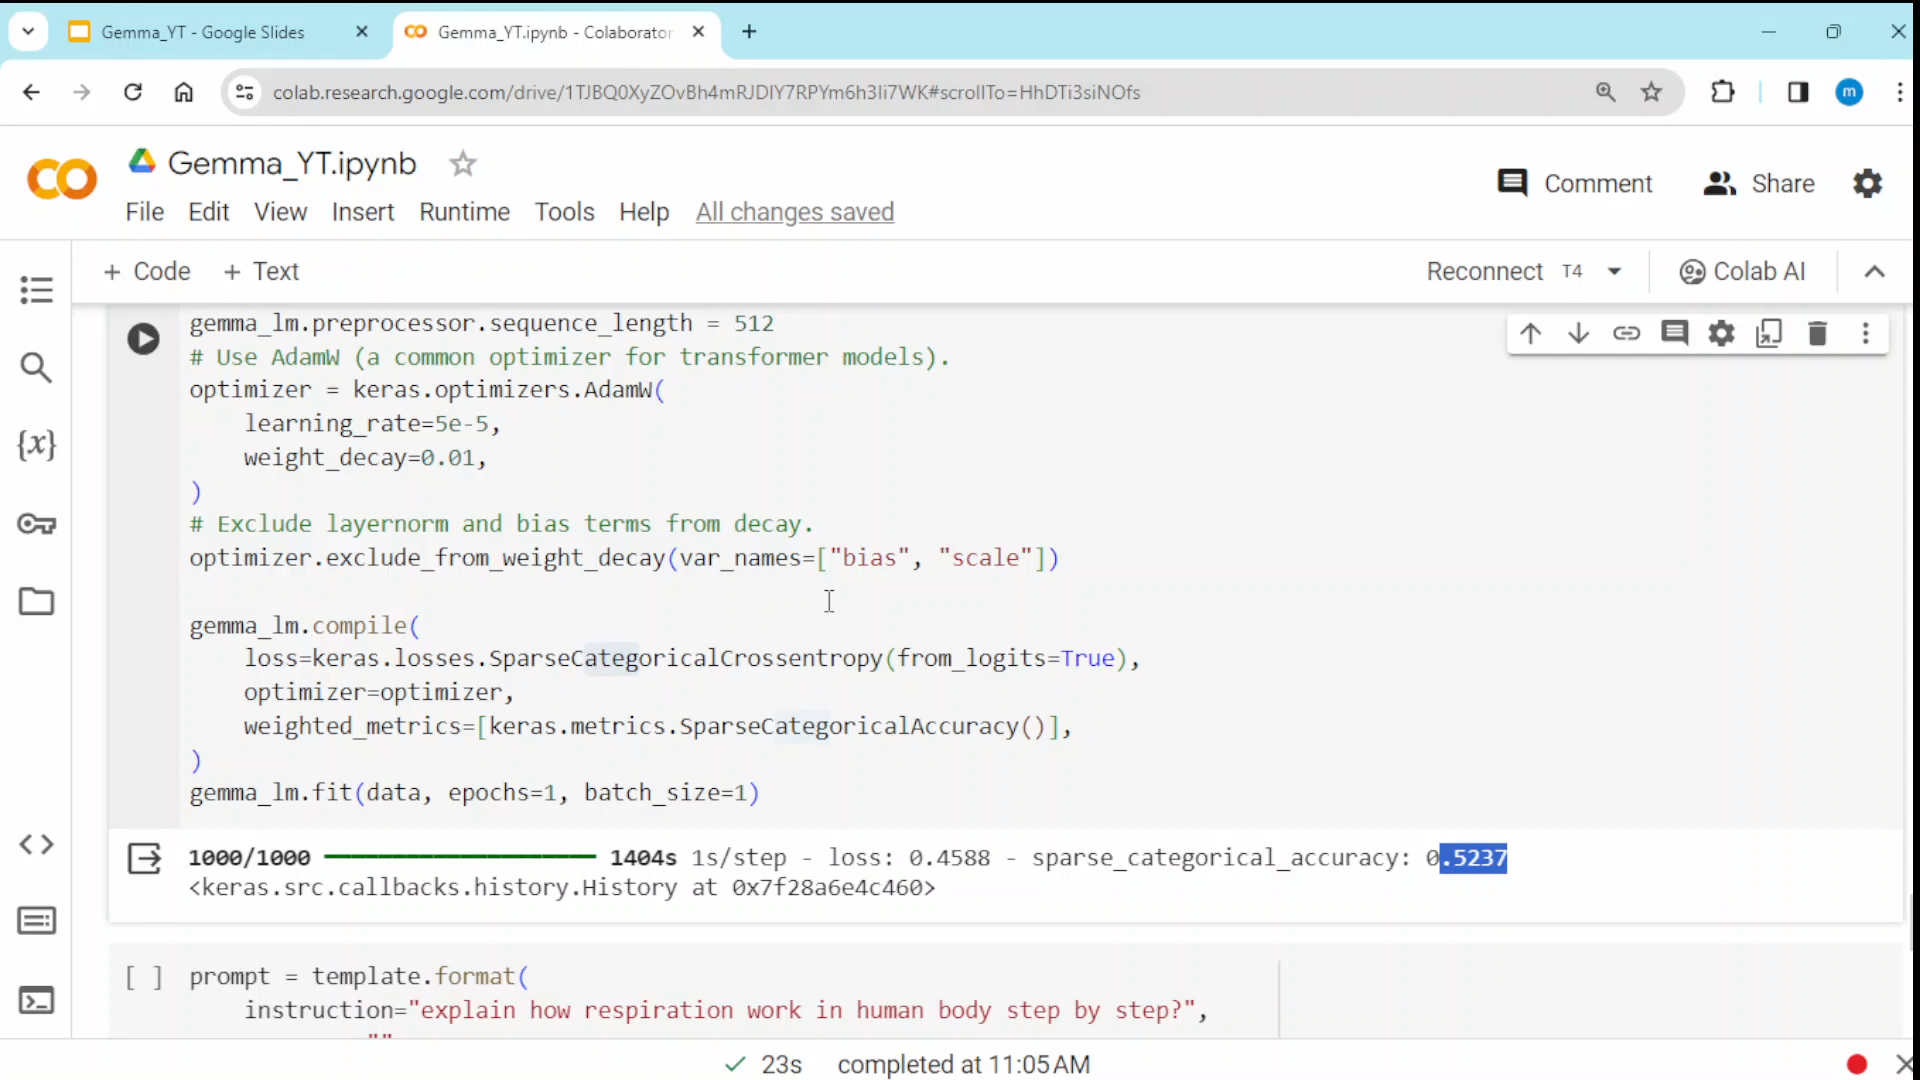 Gemma_YT - Google Slides
Gemma_YT.ipynb - Colaborator
colab.research.google.com/drive/1TJBQ0XyZOvBh4mRJDlY7RPYm6h3li7WK#scrollTo=HhDTi3siNOfs
m
Gemma_YT.ipynb
Comment
Share
File Edit View Insert Runtime Tools Help All changes saved
+ Code + Text
Reconnect T4
Colab AI
gemma_lm.preprocessor.sequence_length = 512
# Use AdamW (a common optimizer for transformer models).
optimizer = keras.optimizers.AdamW(
    learning_rate=5e-5,
    weight_decay=0.01,
)
# Exclude layernorm and bias terms from decay.
optimizer.exclude_from_weight_decay(var_names=["bias", "scale"])
gemma_lm.compile(
    loss=keras.losses.SparseCategoricalCrossentropy(from_logits=True),
    optimizer=optimizer,
    weighted_metrics=[keras.metrics.SparseCategoricalAccuracy()],
)
gemma_lm.fit(data, epochs=1, batch_size=1)
1000/1000 1404s 1s/step - loss: 0.4588 - sparse_categorical_accuracy: 0.5237
<keras.src.callbacks.history.History at 0x7f28a6e4c460>
[ ] prompt = template.format(
    instruction="explain how respiration work in human body step by step?",
23s completed at 11:05 AM